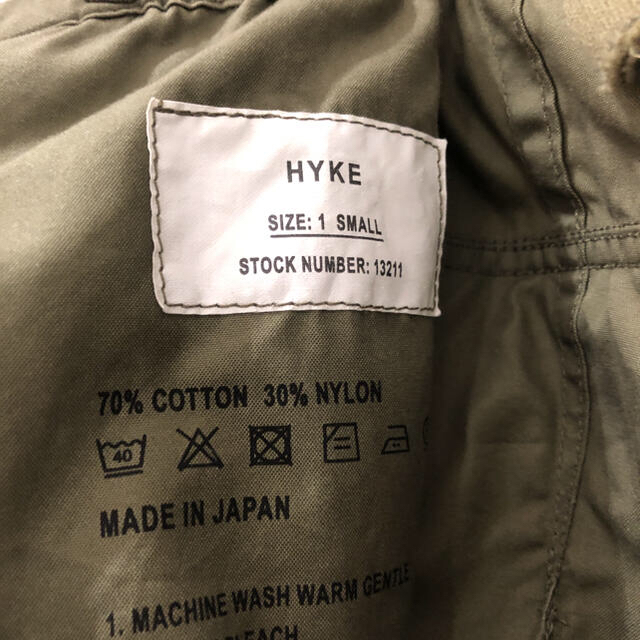 HYKE
SIZE: 1 SMALL
STOCK NUMBER: 13211
70% COTTON 30% NYLON
40
MADE IN JAPAN
1. MACHINE WASH WARM GENTLE
BLEACH